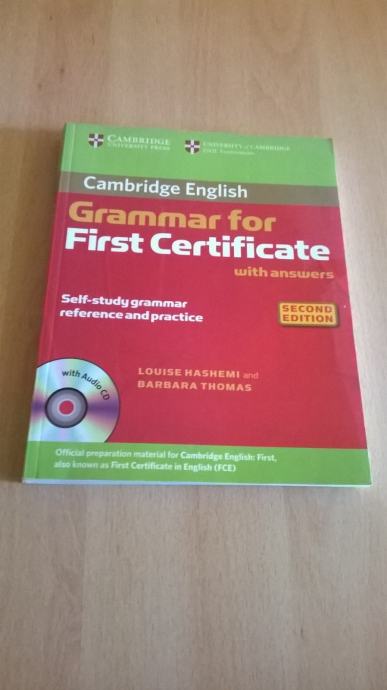 CAMBRIDGE
UNIVERSITY PRESS
UNIVERSITY of CAMBRIDGE
ESOL Examinations
Cambridge English
Grammar for
First Certificate
with answers
Self-study grammar
reference and practice
SECOND
EDITION
LOUISE HASHEMI and
BARBARA THOMAS
with Audio CD
Official preparation material for Cambridge English: First,
also known as First Certificate in English (FCE)